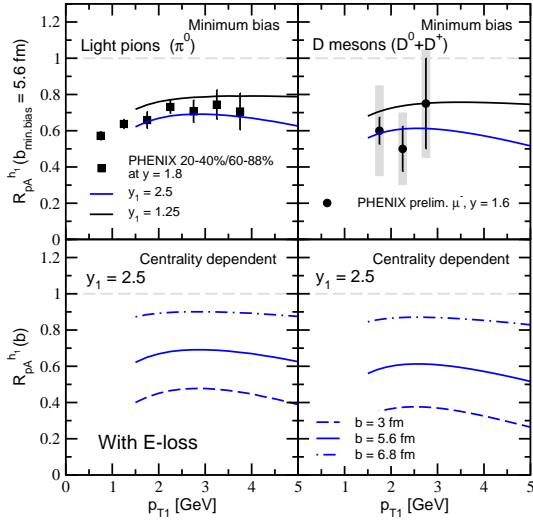 Minimum bias
Light pions (π⁰)
1.2
1
0.8
0.6
0.4
0.2
0
R_pA^h₁(b_min.bias = 5.6 fm)
PHENIX 20-40%/60-88%
at y = 1.8
y₁ = 2.5
y₁ = 1.25
Minimum bias
D mesons (D⁰+D⁺)
PHENIX prelim. μ⁻, y = 1.6
Centrality dependent
y₁ = 2.5
1
0.8
0.6
0.4
0.2
0
R_pA^h₁(b)
With E-loss
0 1 2 3 4 5
p_T1 [GeV]
Centrality dependent
y₁ = 2.5
b = 3 fm
b = 5.6 fm
b = 6.8 fm
1 2 3 4 5
p_T1 [GeV]